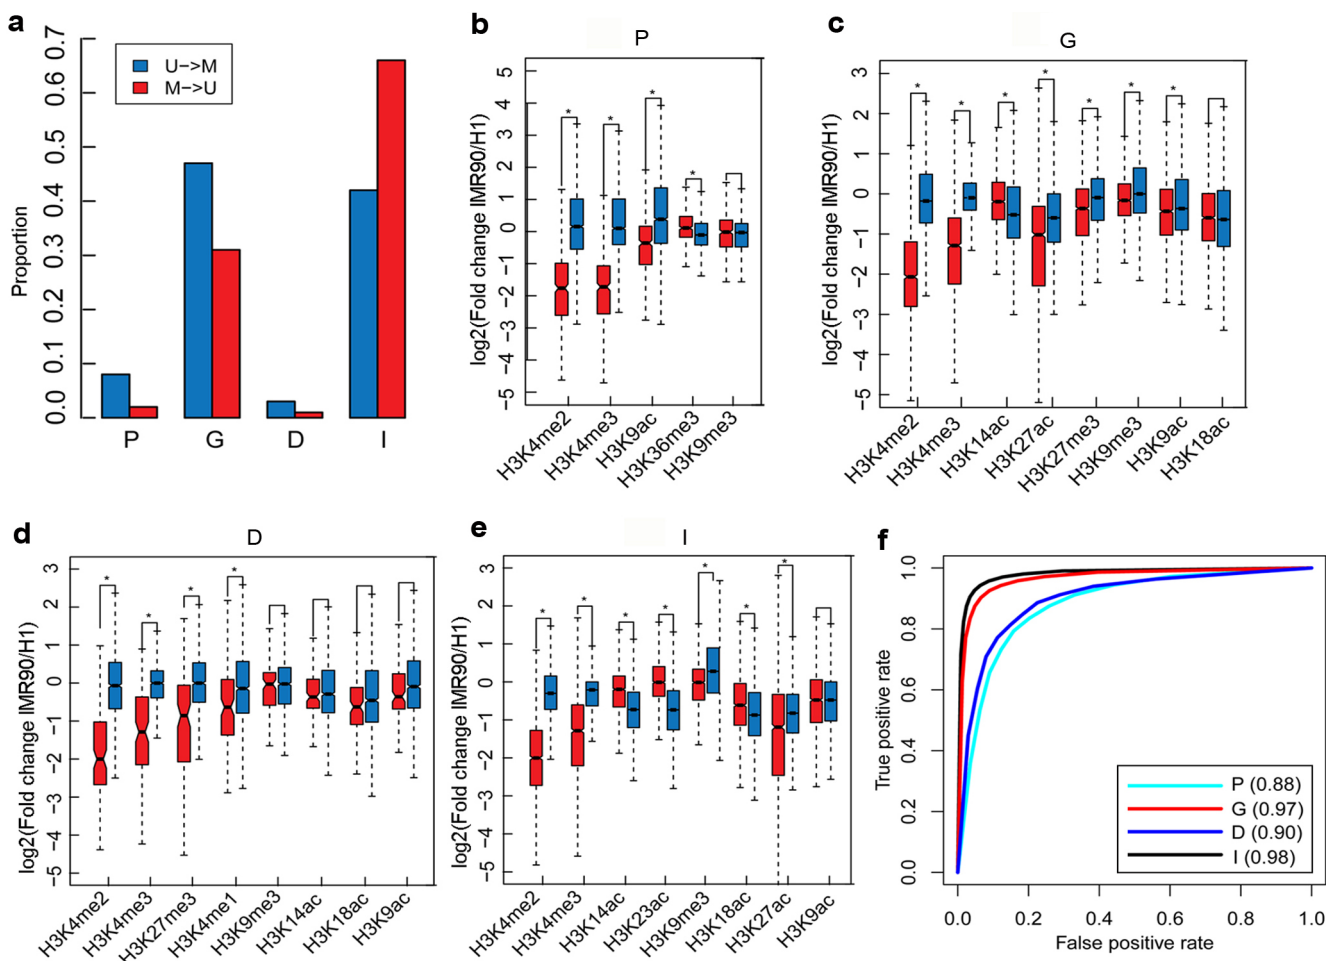 a
Proportion
0.0 0.1 0.2 0.3 0.4 0.5 0.6 0.7
U->M
M->U
P G D I
b
P
log2(Fold change IMR90/H1)
5
4
3
2
1
0
−1
−2
−3
−4
−5
* * * *
H3K4me2 H3K4me3 H3K9ac H3K36me3 H3K9me3
c
G
log2(Fold change IMR90/H1)
3
2
1
0
−1
−2
−3
−4
−5
* * * * * * *
H3K4me2 H3K4me3 H3K14ac H3K27ac H3K27me3 H3K9me3 H3K9ac H3K18ac
d
D
log2(Fold change IMR90/H1)
3
2
1
0
−1
−2
−3
−4
−5
* * * *
H3K4me2 H3K4me3 H3K27me3 H3K4me1 H3K9me3 H3K14ac H3K18ac H3K9ac
e
I
log2(Fold change IMR90/H1)
3
2
1
0
−1
−2
−3
−4
−5
* * * * * * *
H3K4me2 H3K4me3 H3K14ac H3K23ac H3K9me3 H3K18ac H3K27ac H3K9ac
f
True positive rate
1.0
0.8
0.6
0.4
0.2
0.0
P (0.88)
G (0.97)
D (0.90)
I (0.98)
0.0 0.2 0.4 0.6 0.8 1.0
False positive rate